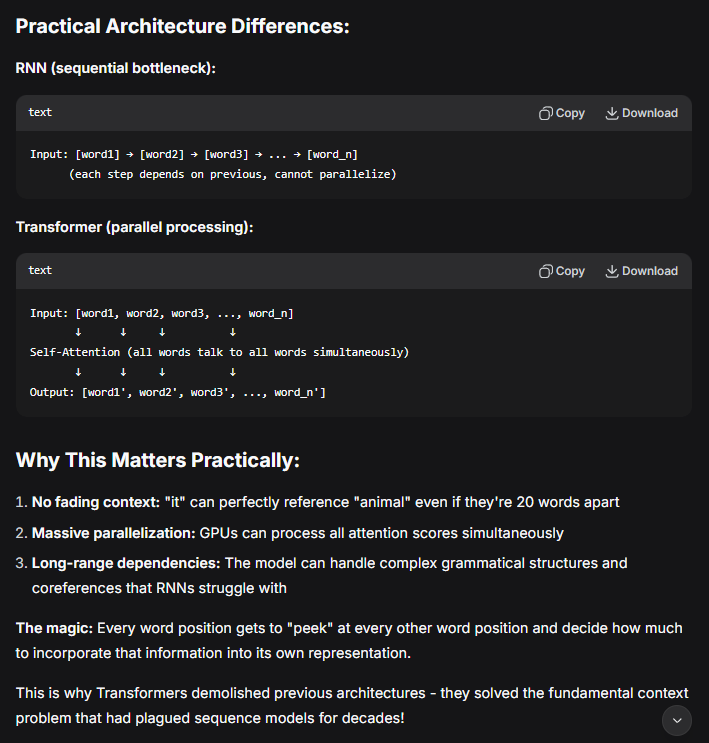 Practical Architecture Differences:
RNN (sequential bottleneck):
text
Copy
Download
Input: [word1] → [word2] → [word3] → ... → [word_n]
(each step depends on previous, cannot parallelize)
Transformer (parallel processing):
text
Copy
Download
Input: [word1, word2, word3, ..., word_n]
↓ ↓ ↓ ↓
Self-Attention (all words talk to all words simultaneously)
↓ ↓ ↓ ↓
Output: [word1', word2', word3', ..., word_n']
Why This Matters Practically:
1. No fading context: "it" can perfectly reference "animal" even if they're 20 words apart
2. Massive parallelization: GPUs can process all attention scores simultaneously
3. Long-range dependencies: The model can handle complex grammatical structures and
coreferences that RNNs struggle with
The magic: Every word position gets to "peek" at every other word position and decide how much
to incorporate that information into its own representation.
This is why Transformers demolished previous architectures - they solved the fundamental context
problem that had plagued sequence models for decades!